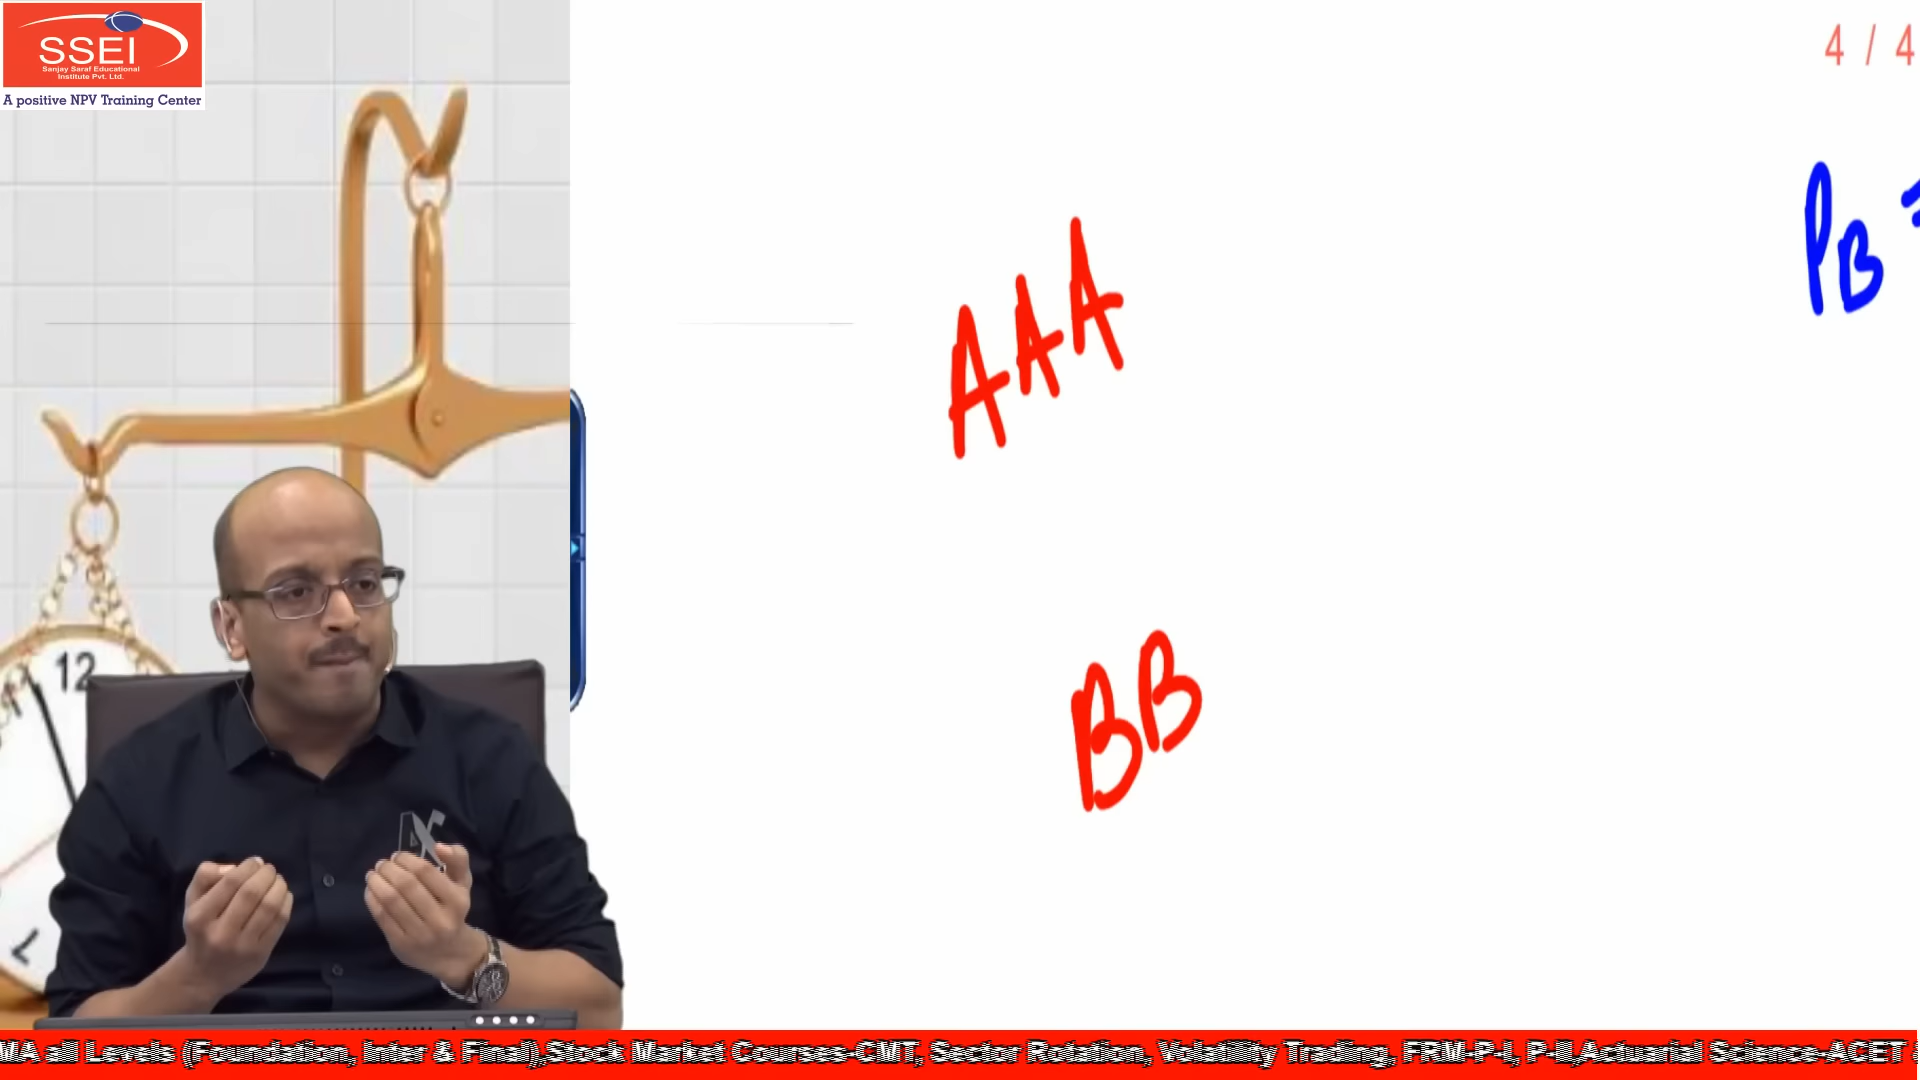 SSEI
Sanjay Saraf Educational
Institute Pvt. Ltd.
A positive NPV Training Center
4 / 4
PB =
AAA
BB
12
MA all Levels (Foundation, Inter & Final),Stock Market Courses-CMT, Sector Rotation, Volatility Trading, FRM-P-I, P-II,Actuarial Science-ACET